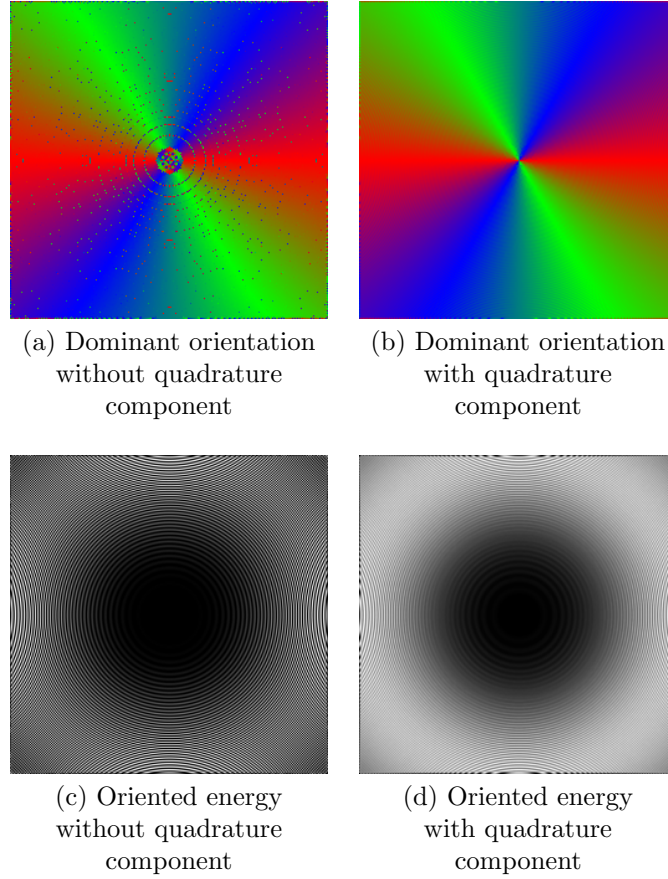 (a) Dominant orientation
without quadrature
component
(b) Dominant orientation
with quadrature
component
(c) Oriented energy
without quadrature
component
(d) Oriented energy
with quadrature
component